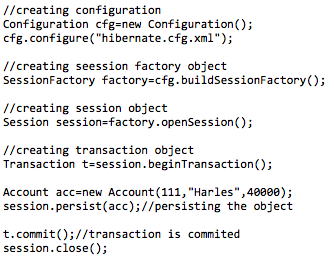 //creating configuration
Configuration cfg=new Configuration();
cfg.configure("hibernate.cfg.xml");
//creating seession factory object
SessionFactory factory=cfg.buildSessionFactory();
//creating session object
Session session=factory.openSession();
//creating transaction object
Transaction t=session.beginTransaction();
Account acc=new Account(111,"Harles",40000);
session.persist(acc);//persisting the object
t.commit();//transaction is commited
session.close();